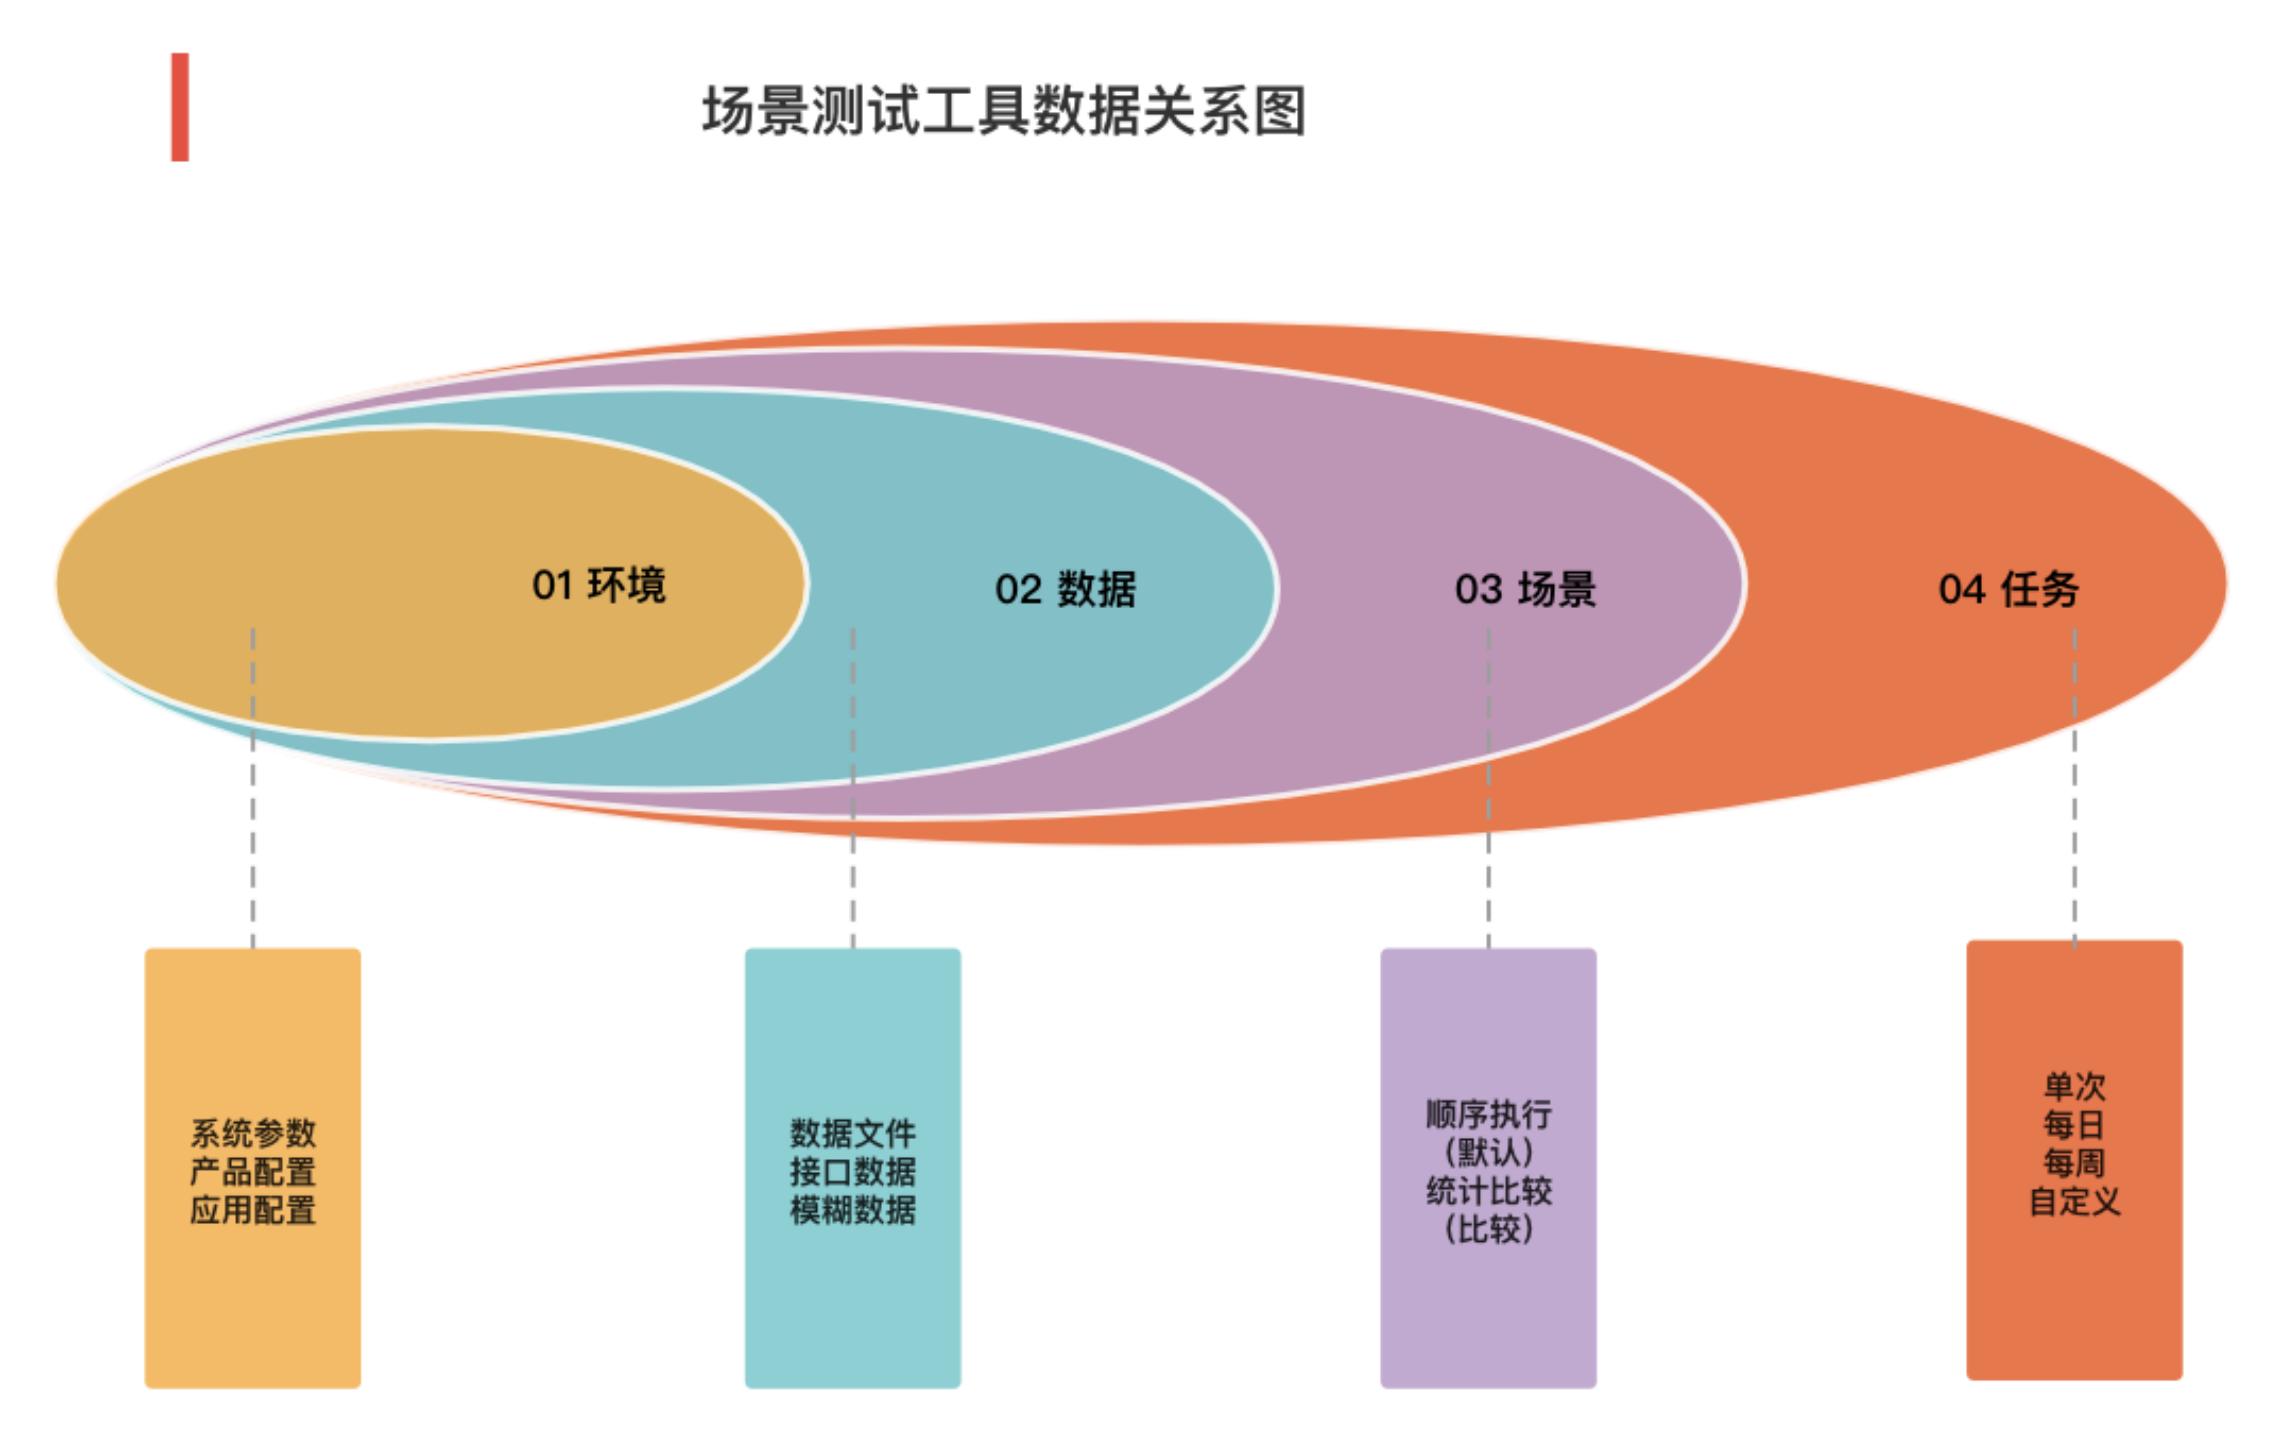 场景测试工具数据关系图
01 环境
02 数据
03 场景
04 任务
系统参数
产品配置
应用配置
数据文件
接口数据
模糊数据
顺序执行
（默认）
统计比较
（比较）
单次
每日
每周
自定义